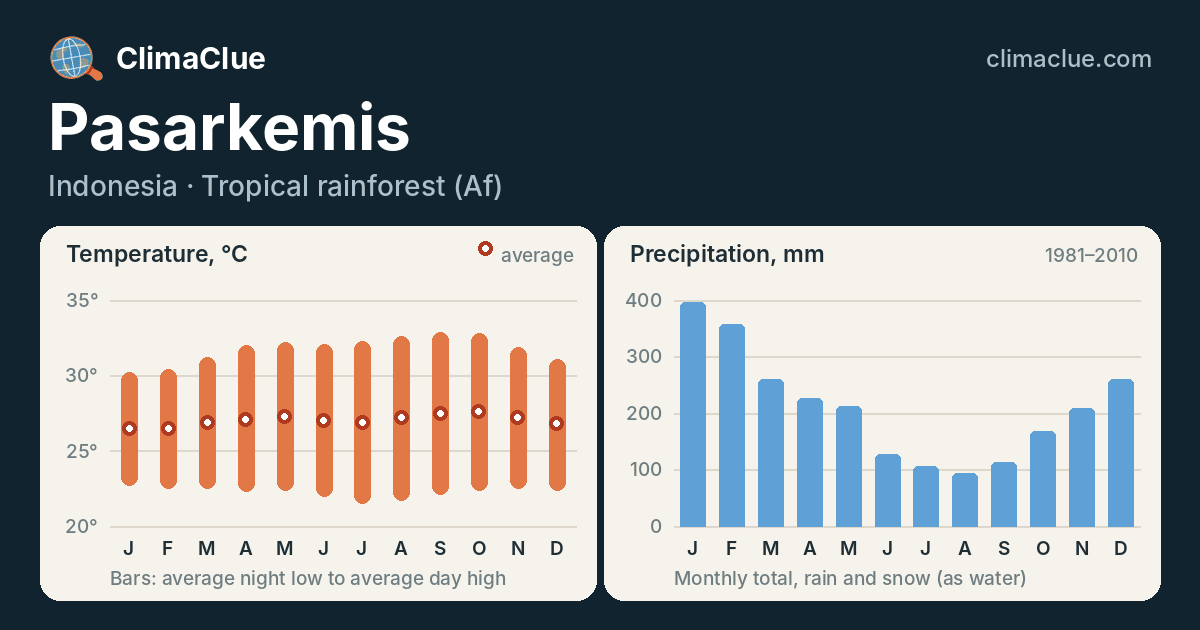 ClimaClue
climaclue.com
Pasarkemis
Indonesia · Tropical rainforest (Af)
Temperature, °C
average
35°
30°
25°
20°
J F M A M J J A S O N D
Bars: average night low to average day high
Precipitation, mm
1981–2010
400
300
200
100
0
J F M A M J J A S O N D
Monthly total, rain and snow (as water)